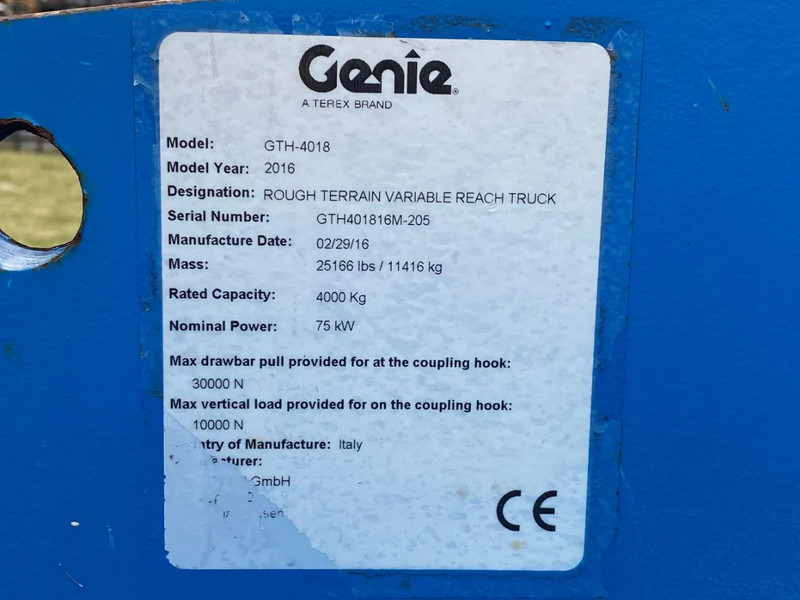 Genie®
A TEREX BRAND
Model: GTH-4018
Model Year: 2016
Designation: ROUGH TERRAIN VARIABLE REACH TRUCK
Serial Number: GTH401816M-205
Manufacture Date: 02/29/16
Mass: 25166 lbs / 11416 kg
Rated Capacity: 4000 Kg
Nominal Power: 75 kW
Max drawbar pull provided for at the coupling hook:
30000 N
Max vertical load provided for on the coupling hook:
10000 N
of Manufacture: Italy
GmbH
CE